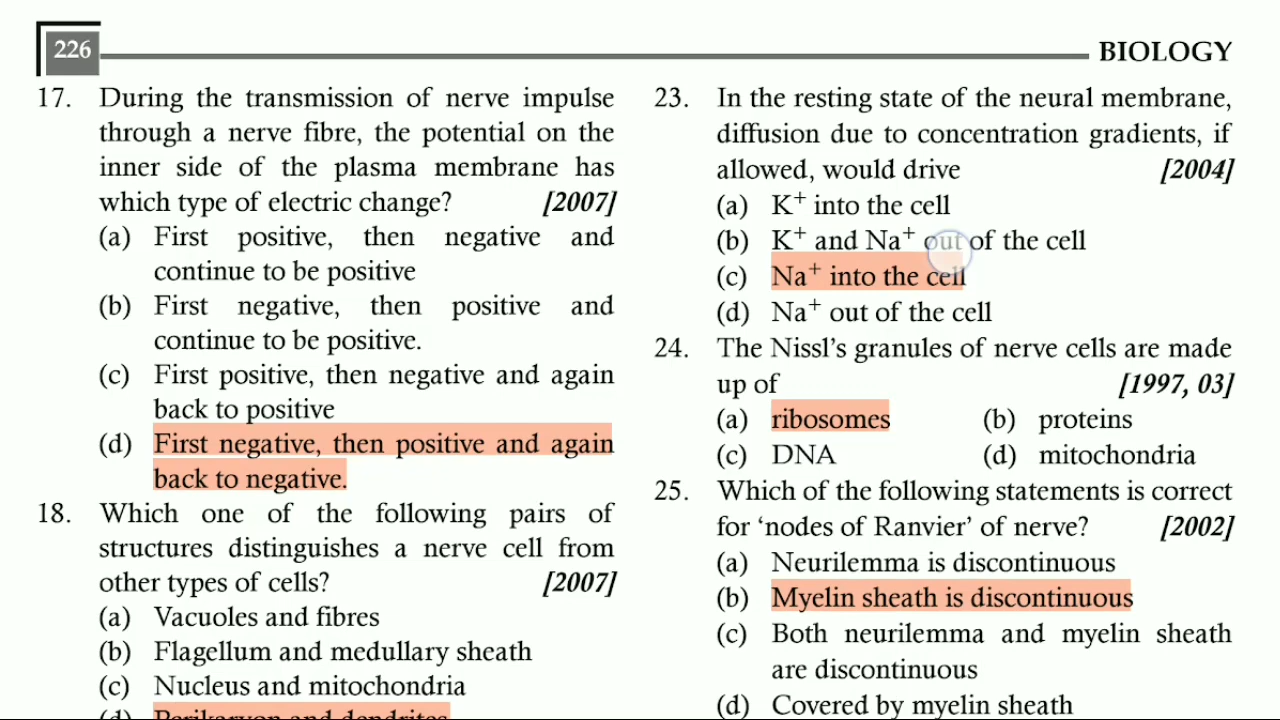 226
BIOLOGY
17. During the transmission of nerve impulse
through a nerve fibre, the potential on the
inner side of the plasma membrane has
which type of electric change? [2007]
(a) First positive, then negative and
continue to be positive
(b) First negative, then positive and
continue to be positive.
(c) First positive, then negative and again
back to positive
(d) First negative, then positive and again
back to negative.
18. Which one of the following pairs of
structures distinguishes a nerve cell from
other types of cells? [2007]
(a) Vacuoles and fibres
(b) Flagellum and medullary sheath
(c) Nucleus and mitochondria
(d) Perikaryon and dendrites
23. In the resting state of the neural membrane,
diffusion due to concentration gradients, if
allowed, would drive [2004]
(a) K⁺ into the cell
(b) K⁺ and Na⁺ out of the cell
(c) Na⁺ into the cell
(d) Na⁺ out of the cell
24. The Nissl's granules of nerve cells are made
up of [1997, 03]
(a) ribosomes (b) proteins
(c) DNA (d) mitochondria
25. Which of the following statements is correct
for ‘nodes of Ranvier’ of nerve? [2002]
(a) Neurilemma is discontinuous
(b) Myelin sheath is discontinuous
(c) Both neurilemma and myelin sheath
are discontinuous
(d) Covered by myelin sheath